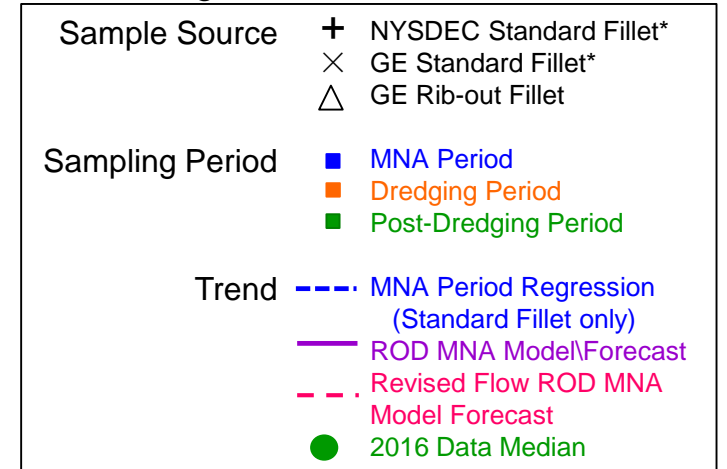 Sample Source NYSDEC Standard Fillet*
GE Standard Fillet*
GE Rib-out Fillet
Sampling Period MNA Period
Dredging Period
Post-Dredging Period
Trend MNA Period Regression
(Standard Fillet only)
ROD MNA Model\Forecast
Revised Flow ROD MNA
Model Forecast
2016 Data Median